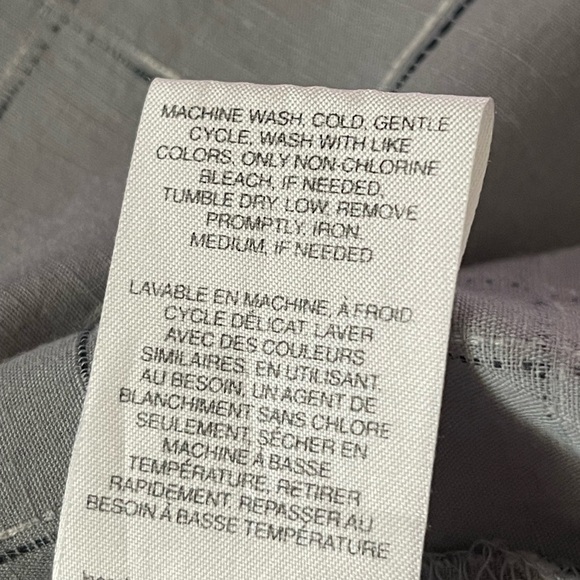 MACHINE WASH, COLD, GENTLE
CYCLE, WASH WITH LIKE
COLORS, ONLY NON-CHLORINE
BLEACH, IF NEEDED,
TUMBLE DRY, LOW, REMOVE
PROMPTLY, IRON,
MEDIUM, IF NEEDED
LAVABLE EN MACHINE, À FROID,
CYCLE DÉLICAT LAVER
AVEC DES COULEURS
SIMILAIRES, EN UTILISANT,
AU BESOIN, UN AGENT DE
BLANCHIMENT SANS CHLORE
SEULEMENT, SÉCHER EN
MACHINE À BASSE
TEMPÉRATURE, RETIRER
RAPIDEMENT, REPASSER AU
BESOIN À BASSE TEMPÉRATURE